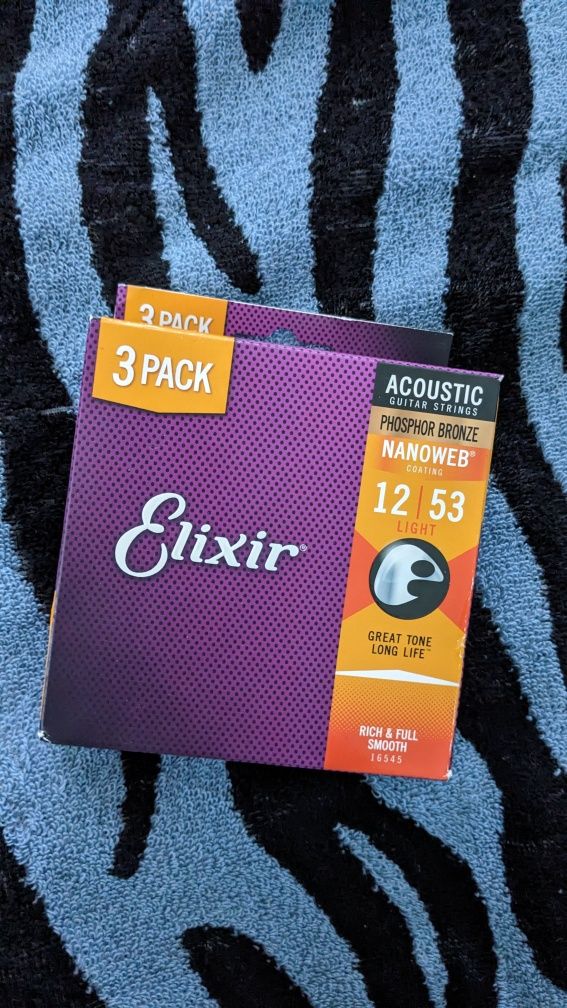 3 PACK
3 PACK
ACOUSTIC
GUITAR STRINGS
PHOSPHOR BRONZE
NANOWEB®
COATING
12 | 53
LIGHT
Elixir®
GREAT TONE
LONG LIFE™
RICH & FULL
SMOOTH
16545